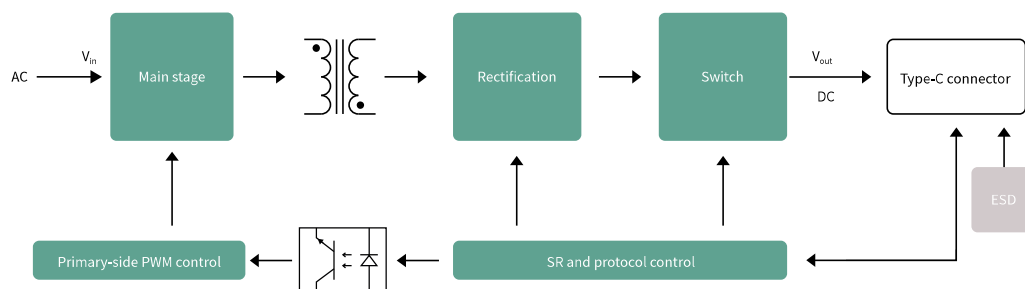 AC
Vin
Main stage
Rectification
Switch
Vout
DC
Type-C connector
ESD
Primary-side PWM control
SR and protocol control